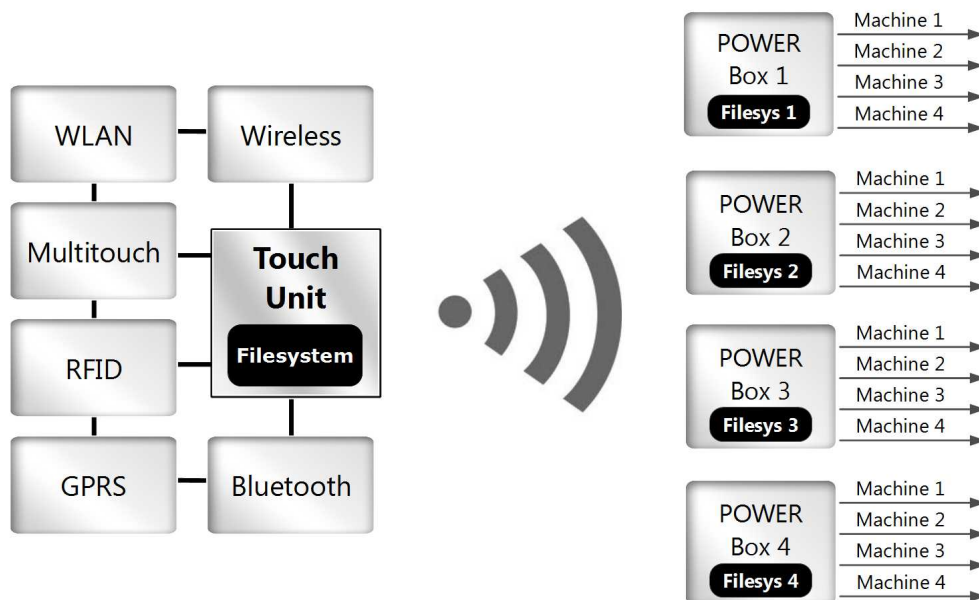 WLAN
Wireless
Multitouch
Touch
Unit
Filesystem
RFID
GPRS
Bluetooth
POWER
Box 1
Filesys 1
Machine 1
Machine 2
Machine 3
Machine 4
POWER
Box 2
Filesys 2
Machine 1
Machine 2
Machine 3
Machine 4
POWER
Box 3
Filesys 3
Machine 1
Machine 2
Machine 3
Machine 4
POWER
Box 4
Filesys 4
Machine 1
Machine 2
Machine 3
Machine 4